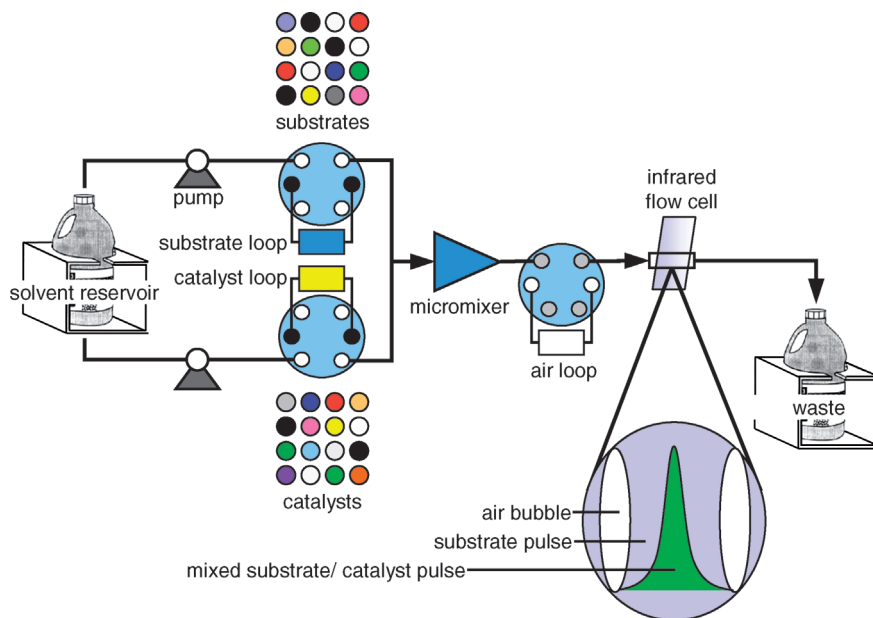 substrates
pump
substrate loop
catalyst loop
solvent reservoir
catalysts
micromixer
air loop
infrared
flow cell
waste
air bubble
substrate pulse
mixed substrate/ catalyst pulse